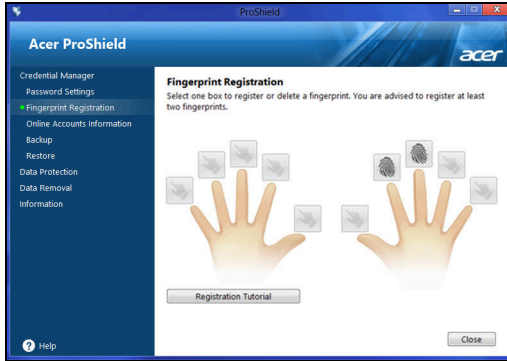 ProShield
Acer ProShield
acer
Credential Manager
Password Settings
Fingerprint Registration
Online Accounts Information
Backup
Restore
Data Protection
Data Removal
Information
Help
Fingerprint Registration
Select one box to register or delete a fingerprint. You are advised to register at least
two fingerprints.
Registration Tutorial
Close